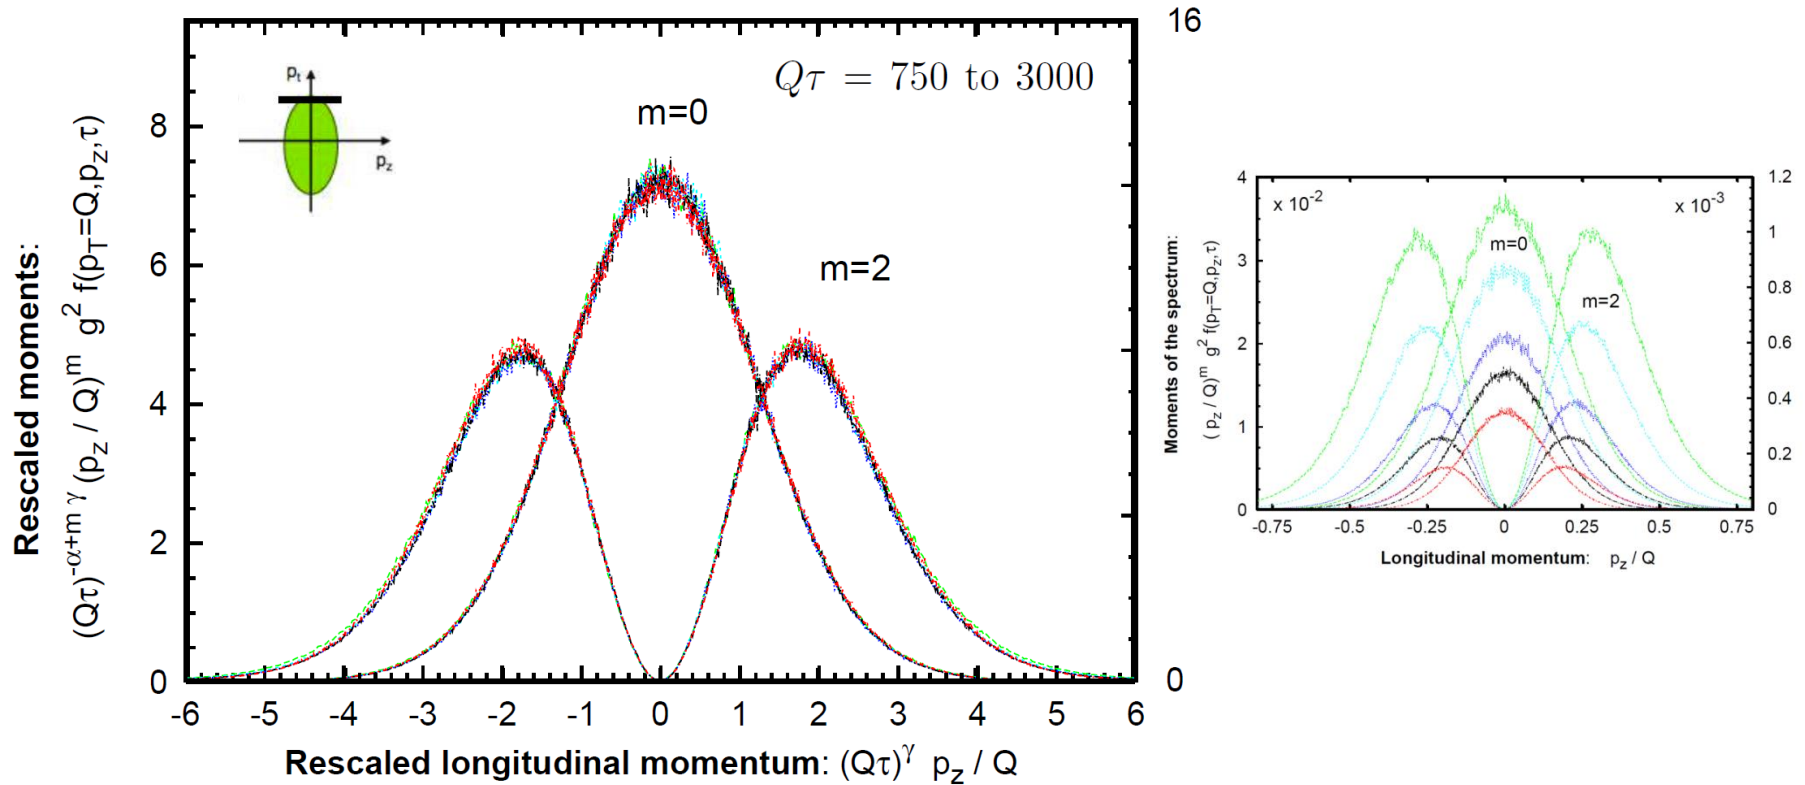 Rescaled moments:
(Qτ)^-α+m γ (p_z / Q)^m g^2 f(p_T=Q,p_z,τ)
8
6
4
2
0
p_t
p_z
Qτ = 750 to 3000
m=0
m=2
16
0
-6 -5 -4 -3 -2 -1 0 1 2 3 4 5 6
Rescaled longitudinal momentum: (Qτ)^γ p_z / Q
Moments of the spectrum:
( p_z / Q)^m g^2 f(p_T=Q,p_z,τ)
4
3
2
1
0
x 10^-2
x 10^-3
m=0
m=2
1.2
1
0.8
0.6
0.4
0.2
0
-0.75 -0.5 -0.25 0 0.25 0.5 0.75
Longitudinal momentum: p_z / Q